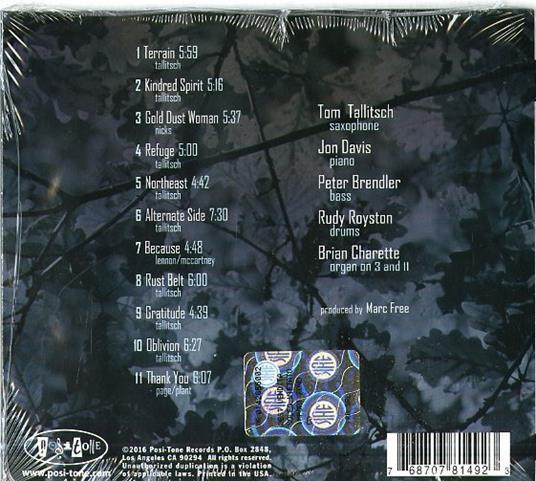 1 Terrain 5:59
tallitsch
2 Kindred Spirit 5:16
tallitsch
3 Gold Dust Woman 5:37
nicks
4 Refuge 5:00
tallitsch
5 Northeast 4:42
tallitsch
6 Alternate Side 7:30
tallitsch
7 Because 4:48
lennon/mccartney
8 Rust Belt 6:00
tallitsch
9 Gratitude 4:39
tallitsch
10 Oblivion 6:27
tallitsch
11 Thank You 6:07
page/plant
Tom Tallitsch
saxophone
Jon Davis
piano
Peter Brendler
bass
Rudy Royston
drums
Brian Charette
organ on 3 and 11
produced by Marc Free
SIAE
posi-tone
www.posi-tone.com
©2016 Posi-Tone Records P.O. Box 2848,
Los Angeles CA 90294 All rights reserved.
Unauthorized duplication is a violation
of applicable laws. Printed in the USA.
7 68707 81492 3